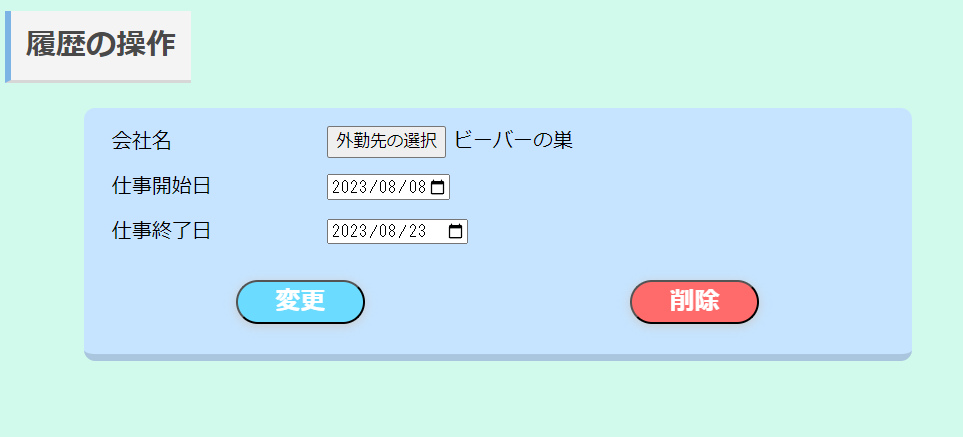 履歴の操作
会社名 外勤先の選択 ビーバーの巣
仕事開始日 2023/08/08
仕事終了日 2023/08/23
変更 削除